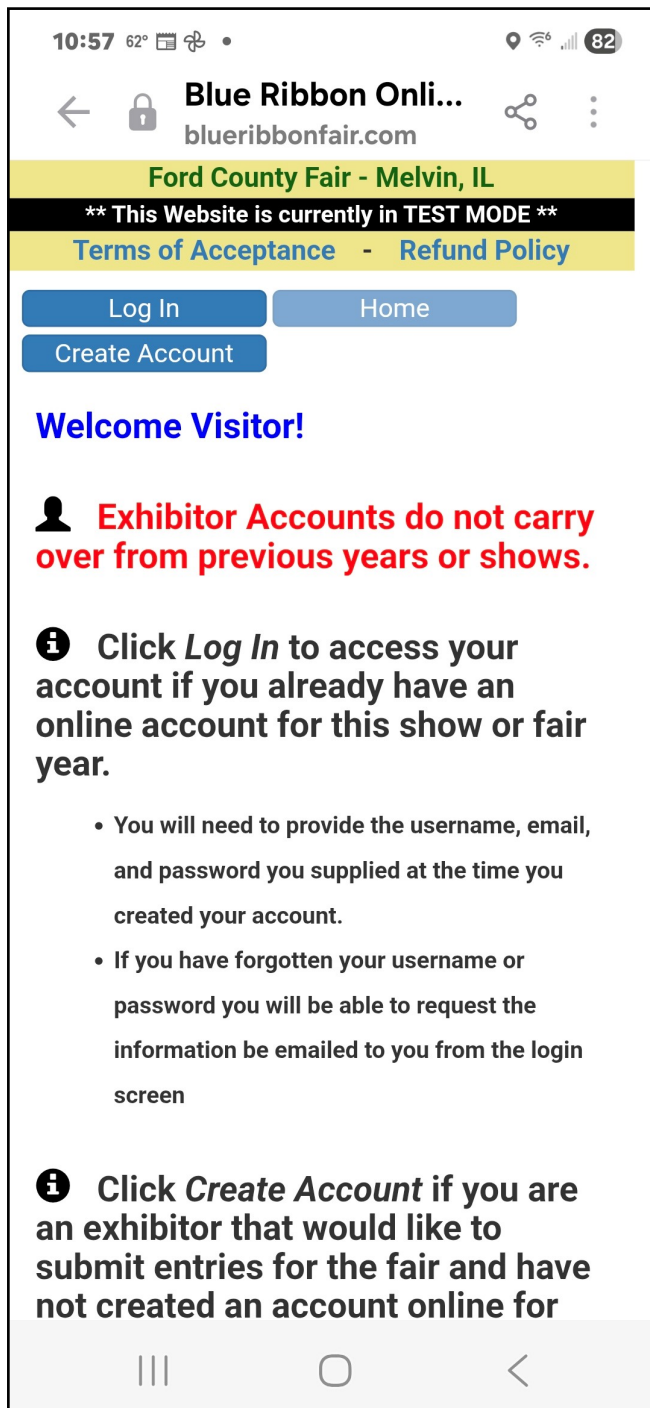 10:57 62°
82
Blue Ribbon Onli...
blueribbonfair.com
Ford County Fair - Melvin, IL
** This Website is currently in TEST MODE **
Terms of Acceptance - Refund Policy
Log In Home
Create Account
Welcome Visitor!
Exhibitor Accounts do not carry
over from previous years or shows.
Click Log In to access your
account if you already have an
online account for this show or fair
year.
• You will need to provide the username, email,
and password you supplied at the time you
created your account.
• If you have forgotten your username or
password you will be able to request the
information be emailed to you from the login
screen
Click Create Account if you are
an exhibitor that would like to
submit entries for the fair and have
not created an account online for